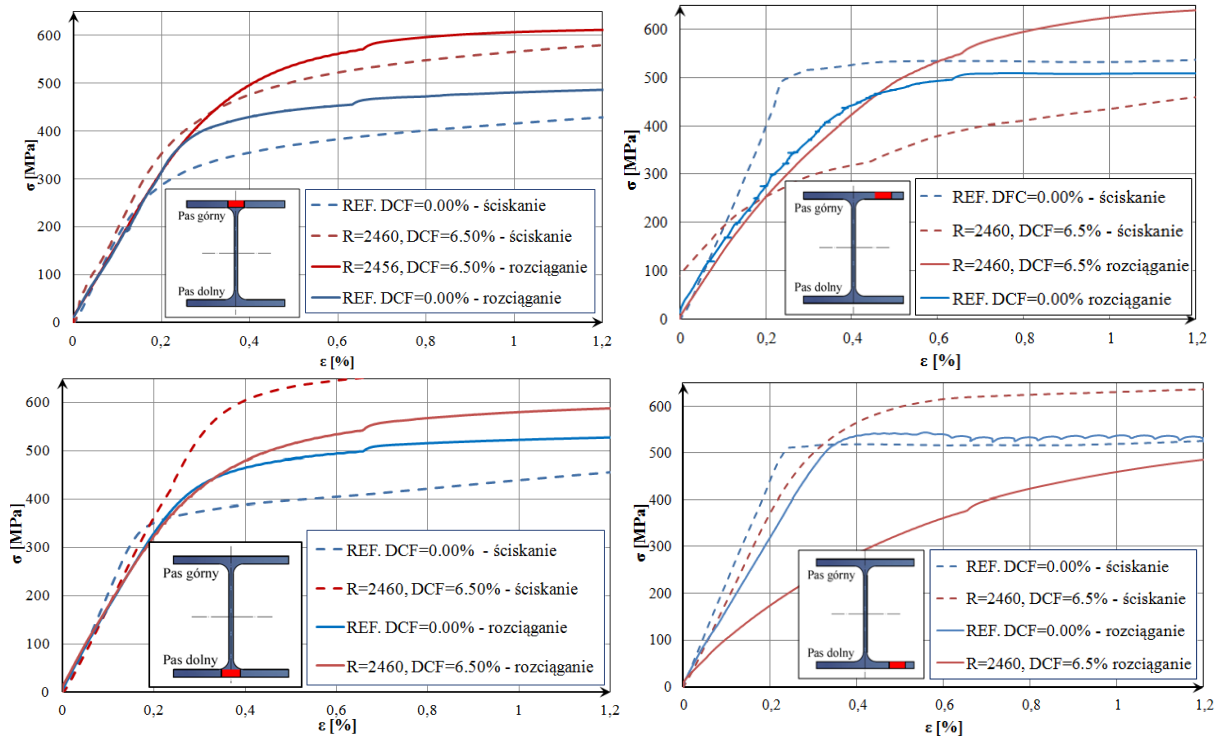 σ [MPa]
600
500
400
300
200
100
0
Pas górny
Pas dolny
REF. DCF=0.00% - ściskanie
R=2460, DCF=6.50% - ściskanie
R=2456, DCF=6.50% - rozciąganie
REF. DCF=0.00% - rozciąganie
0 0,2 0,4 0,6 0,8 1 1,2
ε [%]
σ [MPa]
600
500
400
300
200
100
0
Pas górny
Pas dolny
REF. DFC=0.00% - ściskanie
R=2460, DCF=6.5% - ściskanie
R=2460, DCF=6.5% rozciąganie
REF. DCF=0.00% rozciąganie
0 0,2 0,4 0,6 0,8 1 1,2
ε [%]
σ [MPa]
600
500
400
300
200
100
0
Pas górny
Pas dolny
REF. DCF=0.00% - ściskanie
R=2460, DCF=6.50% - ściskanie
REF. DCF=0.00% - rozciąganie
R=2460, DCF=6.50% - rozciąganie
0 0,2 0,4 0,6 0,8 1 1,2
ε [%]
σ [MPa]
600
500
400
300
200
100
0
Pas górny
Pas dolny
REF. DCF=0.00% - ściskanie
R=2460, DCF=6.5% - ściskanie
REF. DCF=0.00% - rozciąganie
R=2460, DCF=6.5% rozciąganie
0 0,2 0,4 0,6 0,8 1 1,2
ε [%]